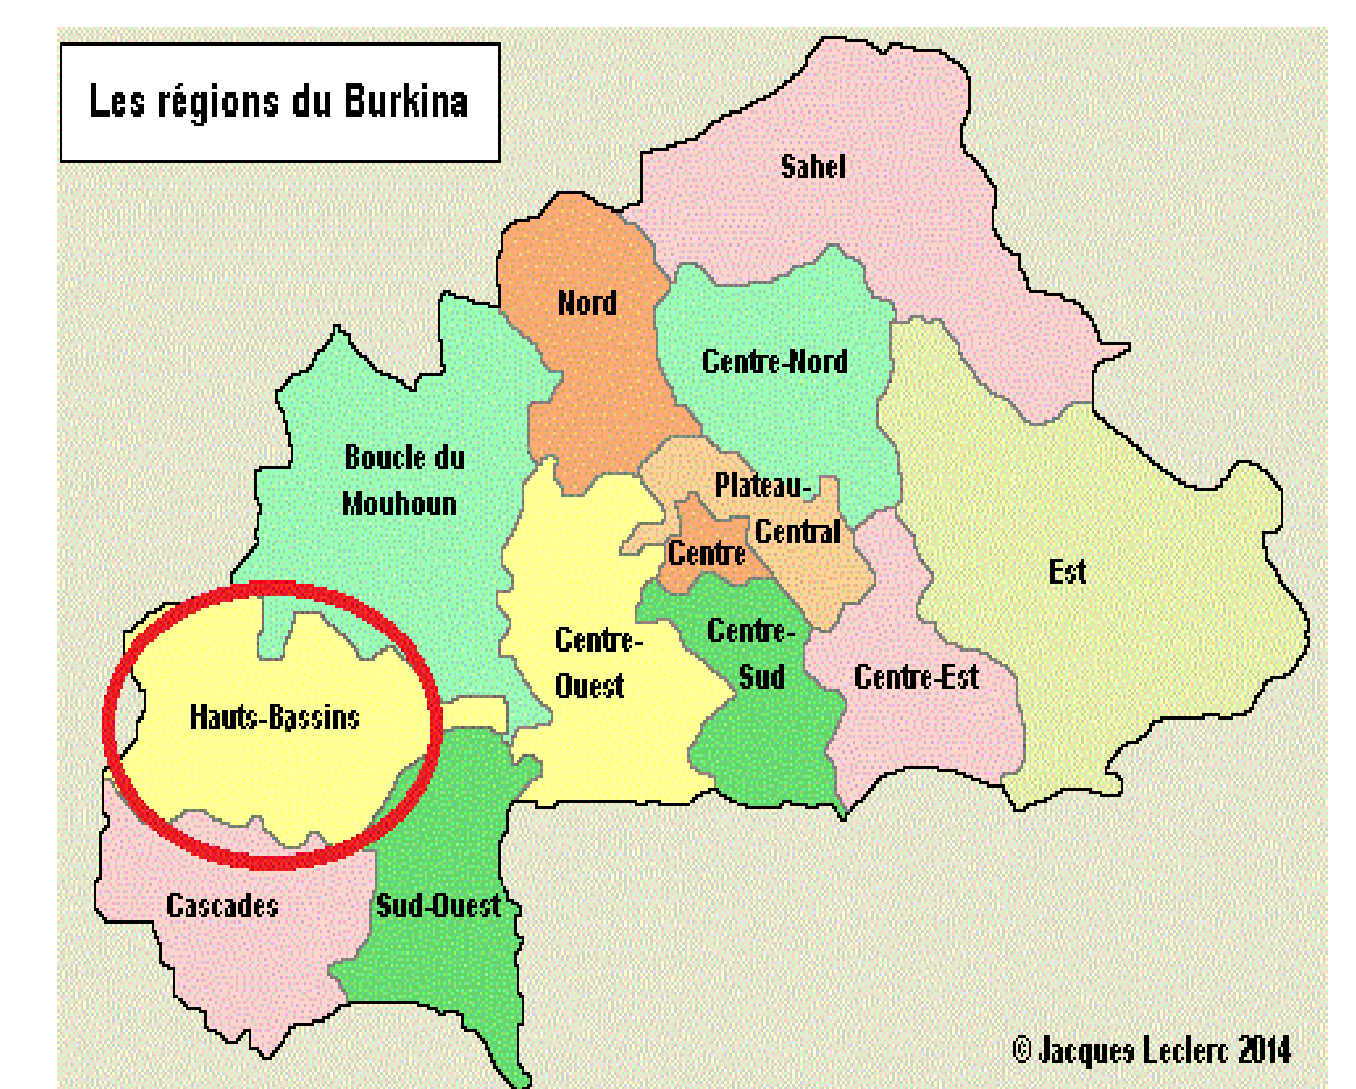 Les régions du Burkina
Sahel
Nord
Centre-Nord
Boucle du
Mouhoun
Plateau-
Central
Centre
Est
Centre-
Ouest
Centre-
Sud
Centre-Est
Hauts-Bassins
Cascades
Sud-Ouest
© Jacques Leclerc 2014